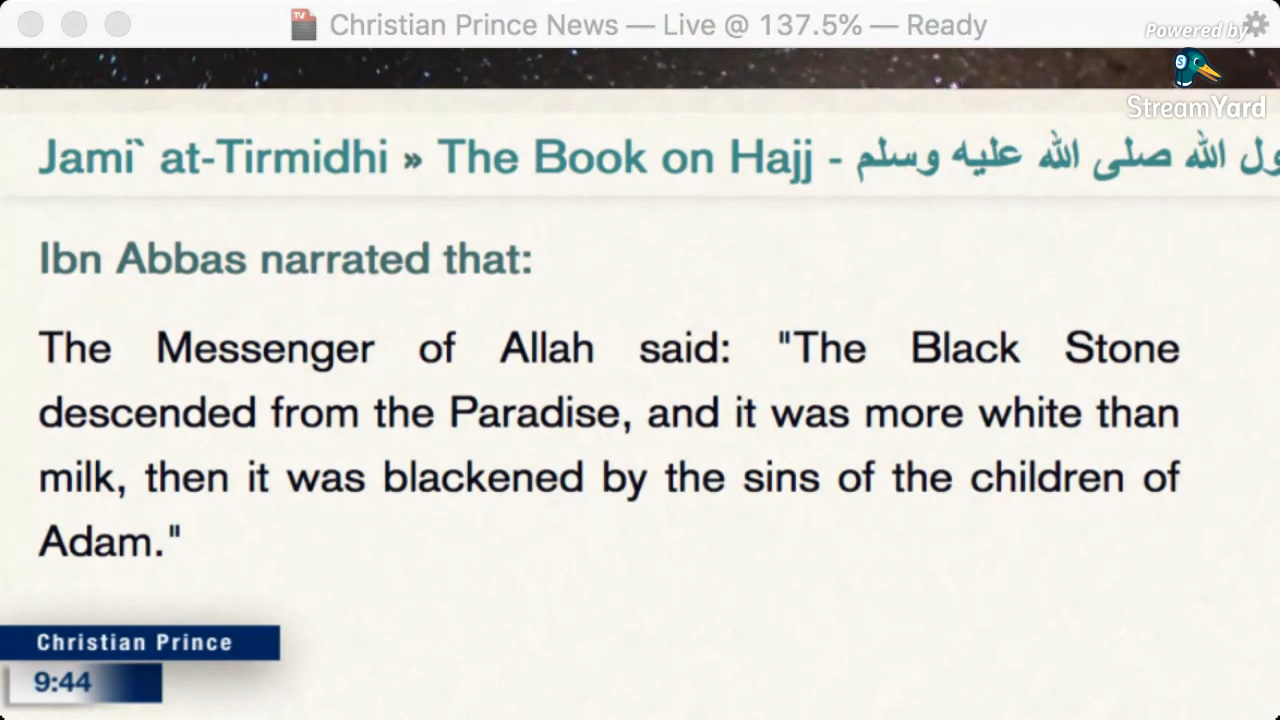 Christian Prince News — Live @ 137.5% — Ready
Powered by
StreamYard
Jami` at-Tirmidhi » The Book on Hajj - ول الله صلى الله عليه وسلم
Ibn Abbas narrated that:
The Messenger of Allah said: "The Black Stone
descended from the Paradise, and it was more white than
milk, then it was blackened by the sins of the children of
Adam."
Christian Prince
9:44